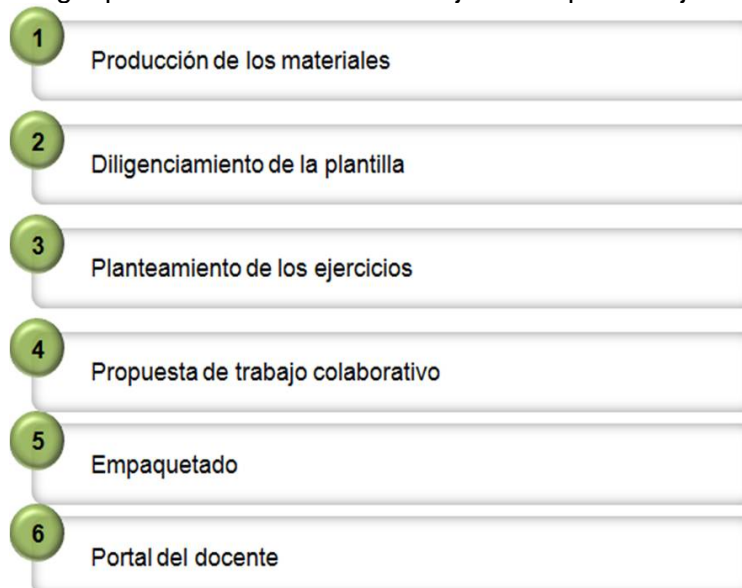 1
Producción de los materiales
2
Diligenciamiento de la plantilla
3
Planteamiento de los ejercicios
4
Propuesta de trabajo colaborativo
5
Empaquetado
6
Portal del docente